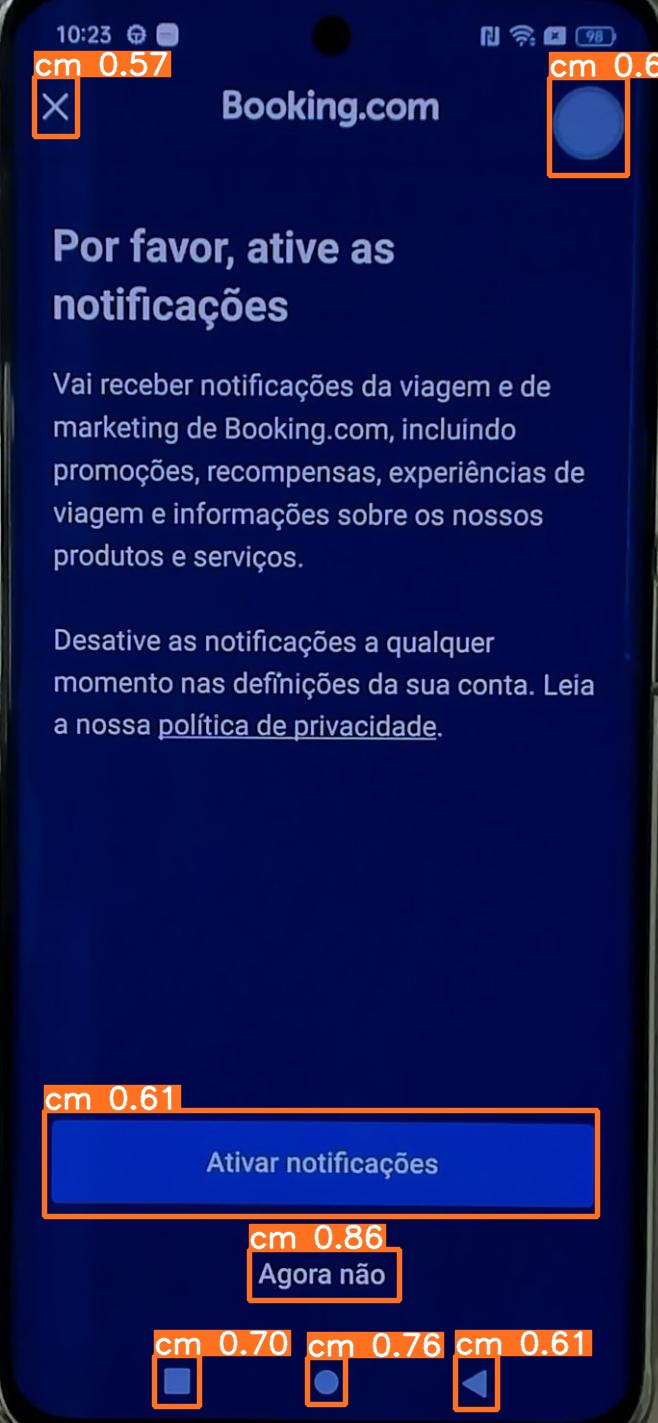 10:23
98
cm 0.57
cm 0.6
Booking.com
Por favor, ative as
notificações
Vai receber notificações da viagem e de
marketing de Booking.com, incluindo
promoções, recompensas, experiências de
viagem e informações sobre os nossos
produtos e serviços.
Desative as notificações a qualquer
momento nas definições da sua conta. Leia
a nossa política de privacidade.
cm 0.61
Ativar notificações
cm 0.86
Agora não
cm 0.70
cm 0.76
cm 0.61